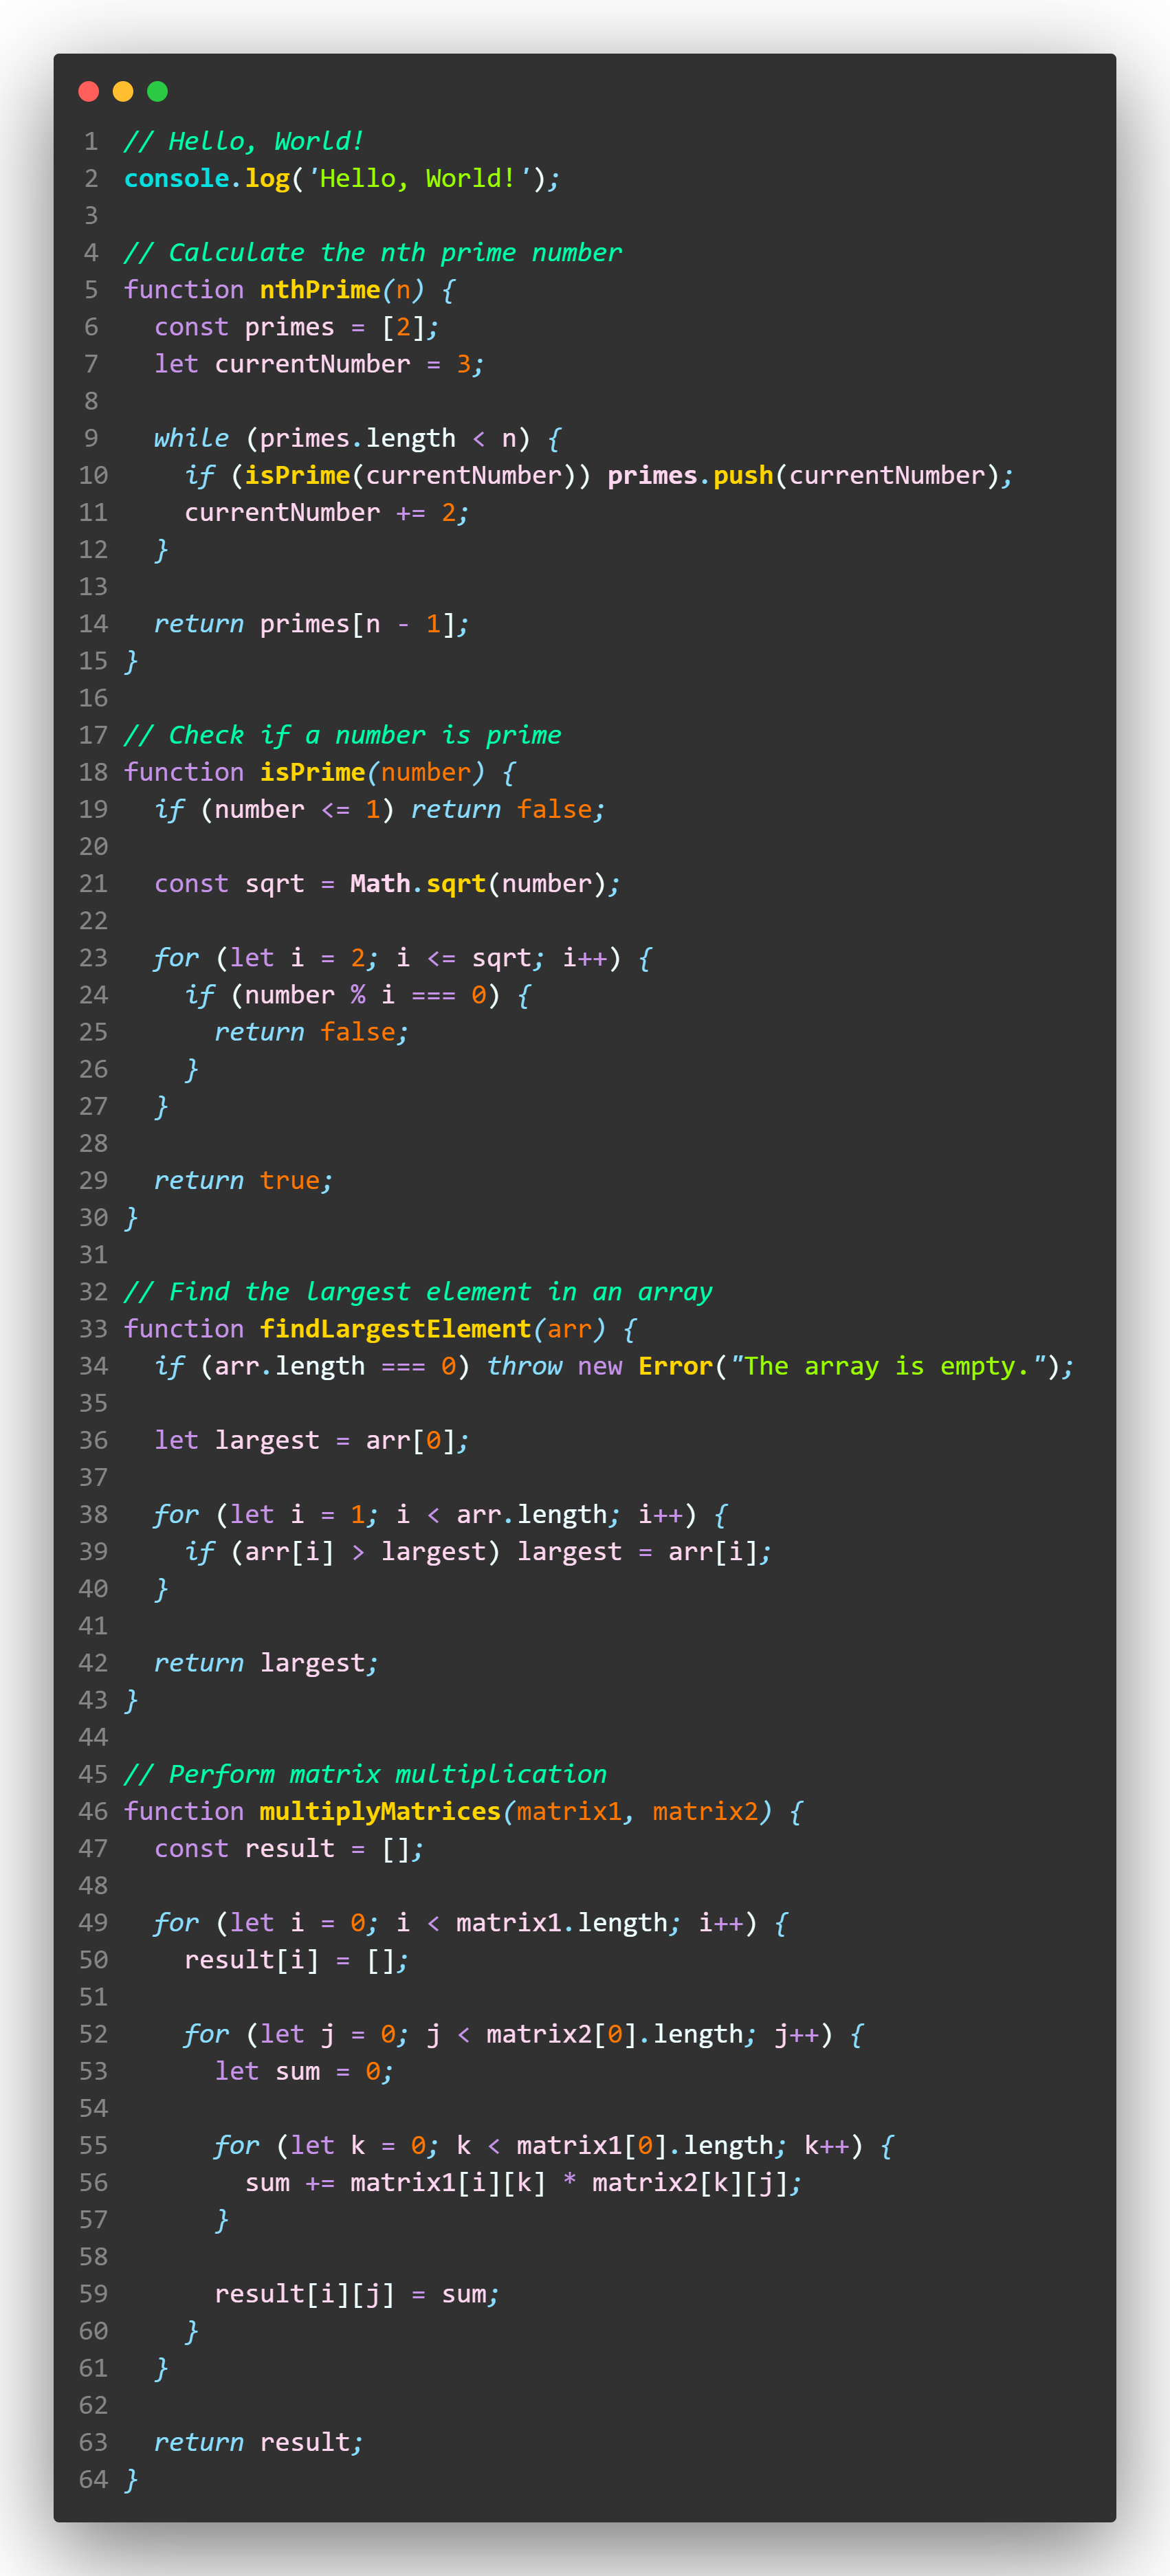 1 // Hello, World!
2 console.log('Hello, World!');
3
4 // Calculate the nth prime number
5 function nthPrime(n) {
6   const primes = [2];
7   let currentNumber = 3;
8
9   while (primes.length < n) {
10     if (isPrime(currentNumber)) primes.push(currentNumber);
11     currentNumber += 2;
12   }
13
14   return primes[n - 1];
15 }
16
17 // Check if a number is prime
18 function isPrime(number) {
19   if (number <= 1) return false;
20
21   const sqrt = Math.sqrt(number);
22
23   for (let i = 2; i <= sqrt; i++) {
24     if (number % i === 0) {
25       return false;
26     }
27   }
28
29   return true;
30 }
31
32 // Find the largest element in an array
33 function findLargestElement(arr) {
34   if (arr.length === 0) throw new Error("The array is empty.");
35
36   let largest = arr[0];
37
38   for (let i = 1; i < arr.length; i++) {
39     if (arr[i] > largest) largest = arr[i];
40   }
41
42   return largest;
43 }
44
45 // Perform matrix multiplication
46 function multiplyMatrices(matrix1, matrix2) {
47   const result = [];
48
49   for (let i = 0; i < matrix1.length; i++) {
50     result[i] = [];
51
52     for (let j = 0; j < matrix2[0].length; j++) {
53       let sum = 0;
54
55       for (let k = 0; k < matrix1[0].length; k++) {
56         sum += matrix1[i][k] * matrix2[k][j];
57       }
58
59       result[i][j] = sum;
60     }
61   }
62
63   return result;
64 }